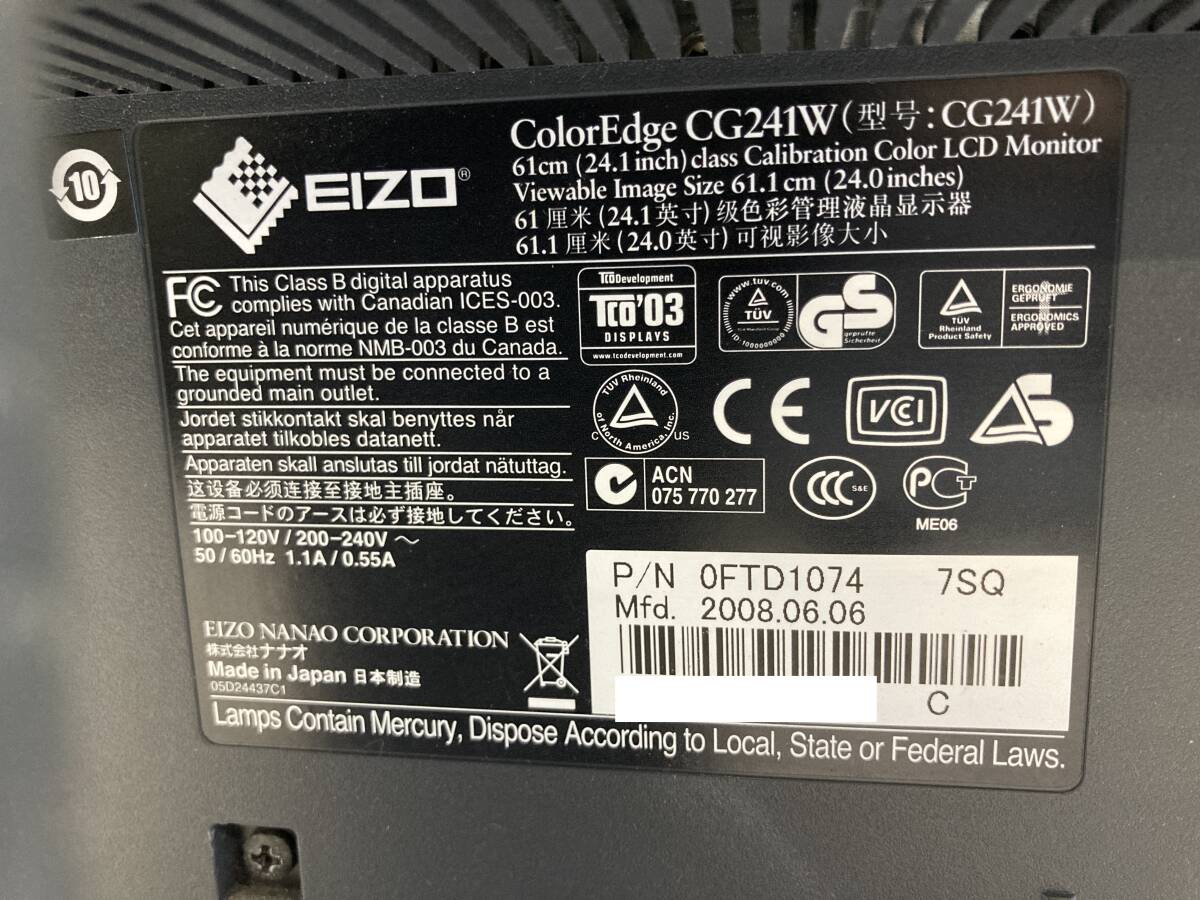 10
EIZO®
ColorEdge CG241W (型号: CG241W)
61cm (24.1 inch) class Calibration Color LCD Monitor
Viewable Image Size 61.1 cm (24.0 inches)
61 厘米 (24.1 英寸) 级色彩管理液晶显示器
61.1 厘米 (24.0 英寸) 可视影像大小
FC This Class B digital apparatus
complies with Canadian ICES-003.
Cet appareil numérique de la classe B est
conforme à la norme NMB-003 du Canada.
The equipment must be connected to a
grounded main outlet.
Jordet stikkontakt skal benyttes når
apparatet tilkobles datanett.
Apparaten skall anslutas till jordat nätuttag.
这设备必须连接至接地主插座。
電源コードのアースは必ず接地してください。
100-120V / 200-240V ～
50 / 60Hz 1.1A / 0.55A
TCO Development
TCO'03
DISPLAYS
www.tcodevelopment.com
www.tuv.com
TÜV
ID:1000000000
GS
geprüfte
Sicherheit
TÜV
Rheinland
Product Safety
ERGONOMIE
GEPRÜFT
ERGONOMICS
APPROVED
TÜV Rheinland
of North America, Inc.
C US
CE
VCCI
S
ACN
075 770 277
CCC S&E
PCT
ME06
P/N 0FTD1074 7SQ
Mfd. 2008.06.06
C
EIZO NANAO CORPORATION
株式会社ナナオ
Made in Japan 日本制造
05D24437C1
Lamps Contain Mercury, Dispose According to Local, State or Federal Laws.